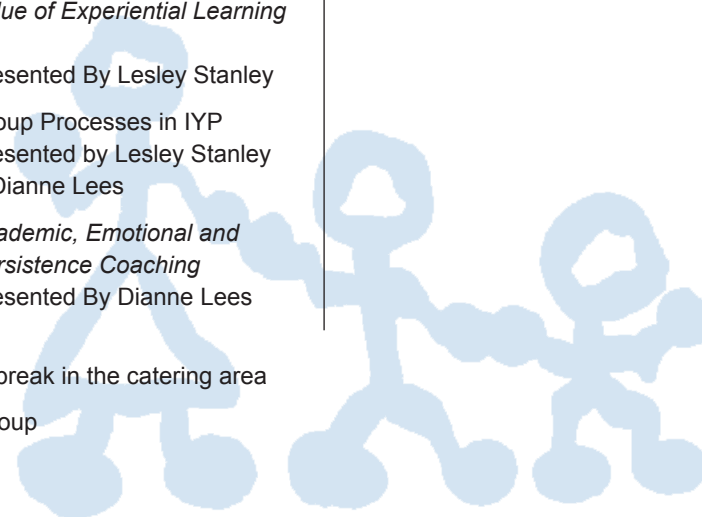 lue of Experiential Learning
esented By Lesley Stanley
oup Processes in IYP
esented by Lesley Stanley
Dianne Lees
ademic, Emotional and
rsistence Coaching
esented By Dianne Lees
break in the catering area
oup